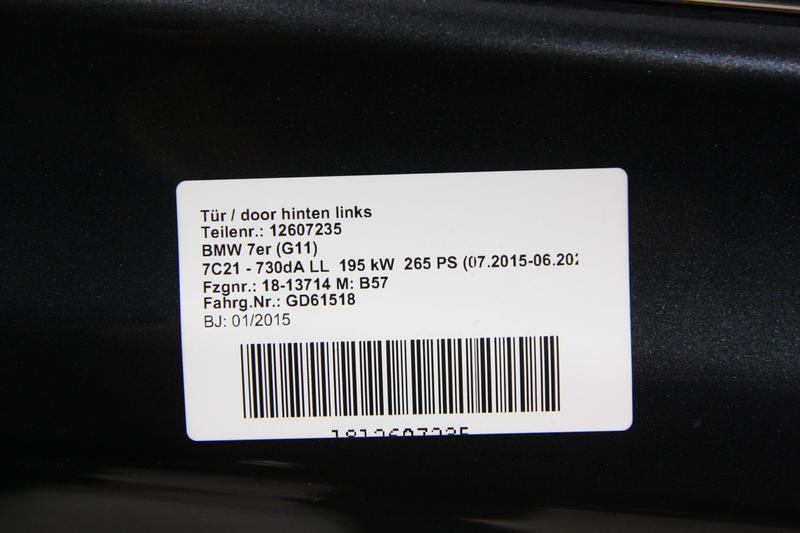 Tür / door hinten links
Teilenr.: 12607235
BMW 7er (G11)
7C21 - 730dA LL 195 kW 265 PS (07.2015-06.202
Fzgnr.: 18-13714 M: B57
Fahrg.Nr.: GD61518
BJ: 01/2015
1812607235